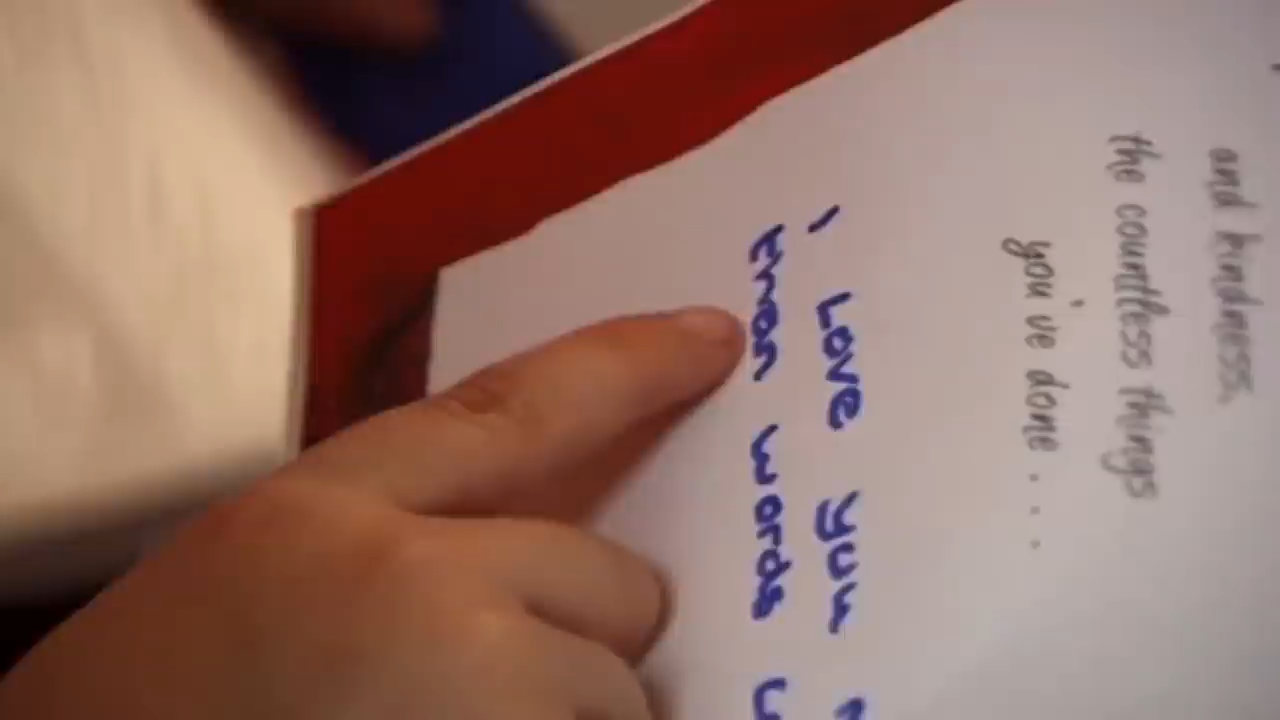 and kindness,
the countless things
you've done . . .
I Love you
than words